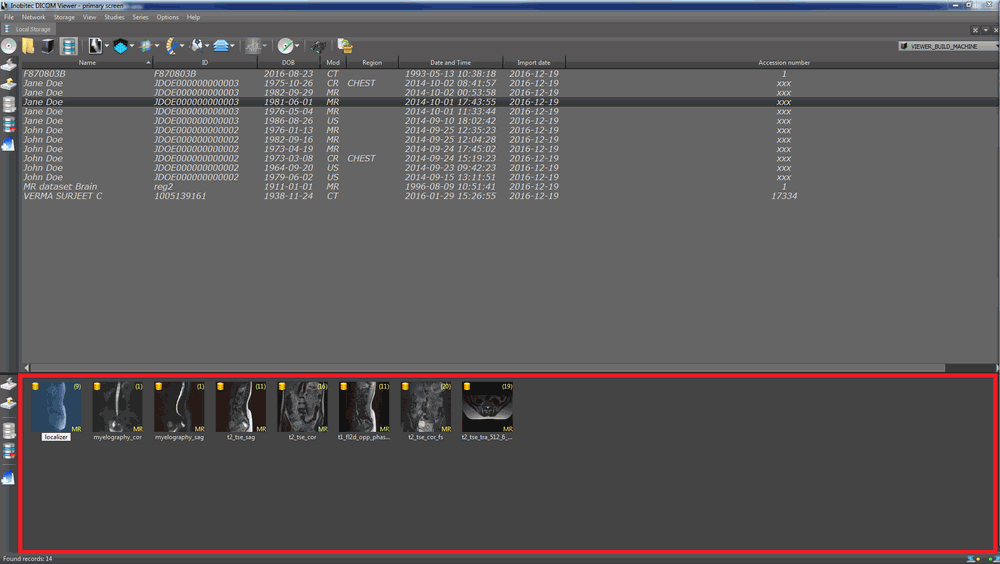 Inobitec DICOM Viewer - primary screen
File Network Storage View Studies Series Options Help
Local Storage
VIEWER_BUILD_MACHINE
Name ID DOB Mod Region Date and Time Import date Accession number
F870803B F870803B 2016-08-23 CT 1993-05-13 10:38:18 2016-12-19 1
Jane Doe JDOE000000000003 1975-10-26 CR CHEST 2014-10-02 08:41:57 2016-12-19 xxx
Jane Doe JDOE000000000003 1982-09-29 MR 2014-10-02 00:53:58 2016-12-19 xxx
Jane Doe JDOE000000000003 1981-06-01 MR 2014-10-01 17:43:55 2016-12-19 xxx
Jane Doe JDOE000000000003 1976-05-04 MR 2014-10-01 11:33:44 2016-12-19 xxx
Jane Doe JDOE000000000003 1986-08-26 US 2014-09-10 18:02:42 2016-12-19 xxx
John Doe JDOE000000000002 1976-01-13 MR 2014-09-25 12:35:23 2016-12-19 xxx
John Doe JDOE000000000002 1982-09-16 MR 2014-09-25 12:04:28 2016-12-19 xxx
John Doe JDOE000000000002 1973-04-19 MR 2014-09-24 17:45:02 2016-12-19 xxx
John Doe JDOE000000000002 1973-03-08 CR CHEST 2014-09-24 15:19:23 2016-12-19 xxx
John Doe JDOE000000000002 1964-09-20 US 2014-09-23 09:42:23 2016-12-19 xxx
John Doe JDOE000000000002 1979-06-02 US 2014-09-15 13:11:51 2016-12-19 xxx
MR dataset Brain reg2 1911-01-01 MR 1996-08-09 10:51:41 2016-12-19 1
VERMA SURJEET C 1005139161 1938-11-24 CT 2016-01-29 15:26:55 2016-12-19 17334
(9) (1) (1) (11) (16) (11) (20) (19)
MR MR MR MR MR MR MR MR
localizer myelography_cor myelography_sag t2_tse_sag t2_tse_cor t1_fl2d_opp_phas... t2_tse_cor_fs t2_tse_tra_512_6_...
Found records: 14